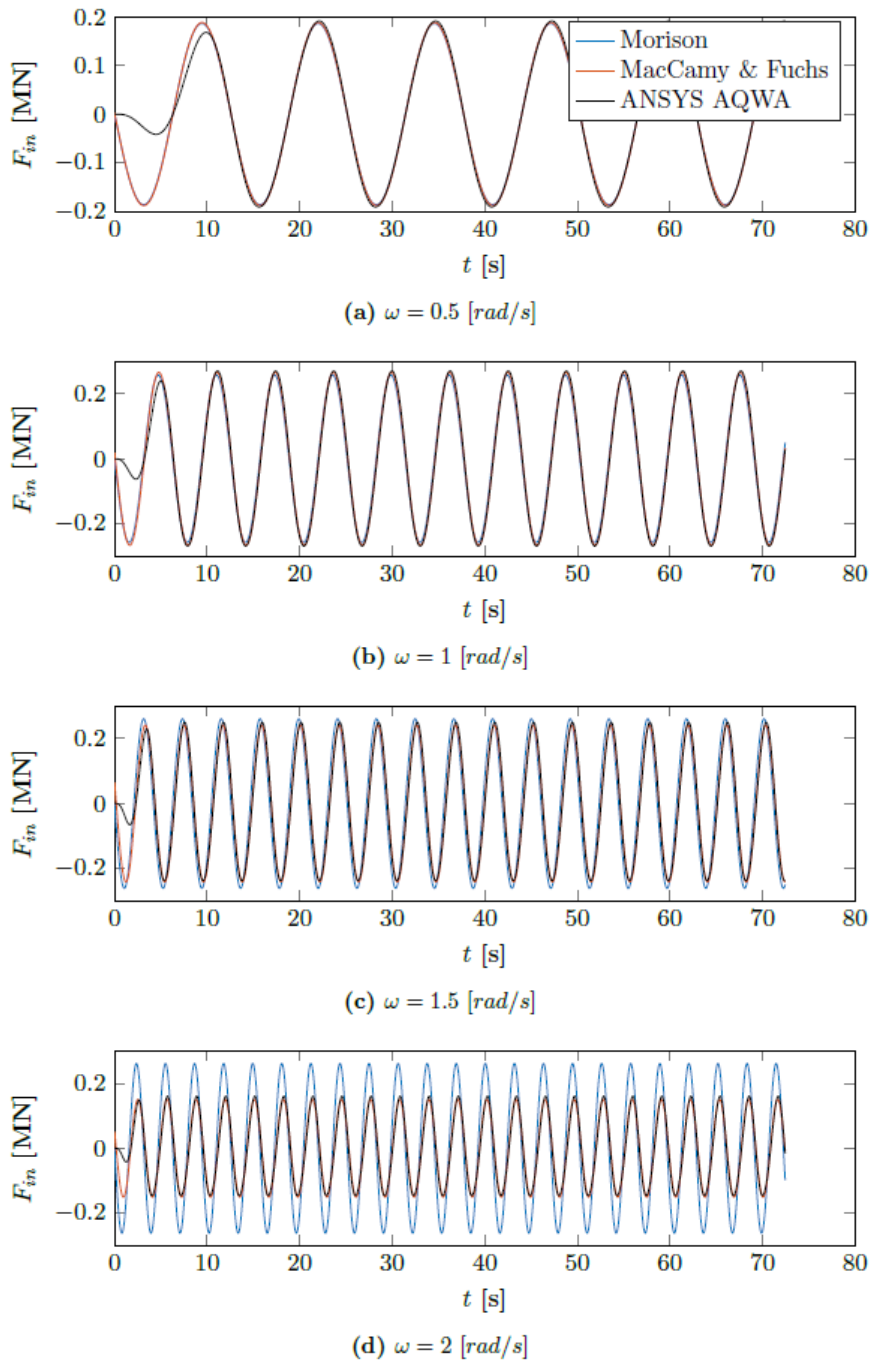 0.2
0.1
0
−0.1
−0.2
F_in [MN]
Morison
MacCamy & Fuchs
ANSYS AQWA
0 10 20 30 40 50 60 70 80
t [s]
(a) ω = 0.5 [rad/s]
0.2
0
−0.2
F_in [MN]
0 10 20 30 40 50 60 70 80
t [s]
(b) ω = 1 [rad/s]
0.2
0
−0.2
F_in [MN]
0 10 20 30 40 50 60 70 80
t [s]
(c) ω = 1.5 [rad/s]
0.2
0
−0.2
F_in [MN]
0 10 20 30 40 50 60 70 80
t [s]
(d) ω = 2 [rad/s]